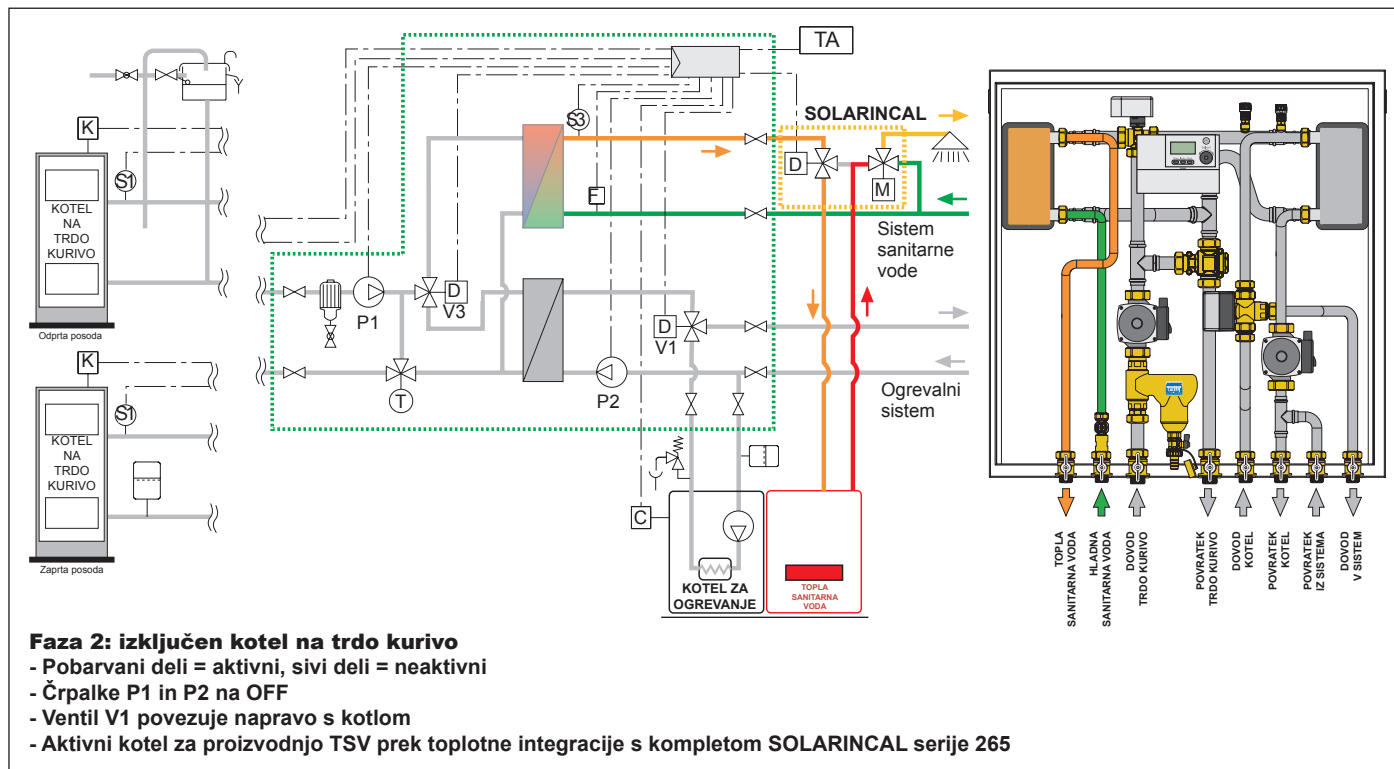 TA
K
S1
KOTEL
NA
TRDO
KURIVO
Odprta posoda
K
S1
KOTEL
NA
TRDO
KURIVO
Zaprta posoda
S3
F
P1
D
V3
T
P2
D
V1
SOLARINCAL
D
M
Sistem
sanitarne
vode
Ogrevalni
sistem
C
KOTEL ZA
OGREVANJE
TOPLA
SANITARNA
VODA
TOPLA
SANITARNA VODA
HLADNA
SANITARNA VODA
DOVOD
TRDO KURIVO
POVRATEK
TRDO KURIVO
DOVOD
KOTEL
POVRATEK
KOTEL
POVRATEK
IZ SISTEMA
DOVOD
V SISTEM
Faza 2: izključen kotel na trdo kurivo
- Pobarvani deli = aktivni, sivi deli = neaktivni
- Črpalke P1 in P2 na OFF
- Ventil V1 povezuje napravo s kotlom
- Aktivni kotel za proizvodnjo TSV prek toplotne integracije s kompletom SOLARINCAL serije 265